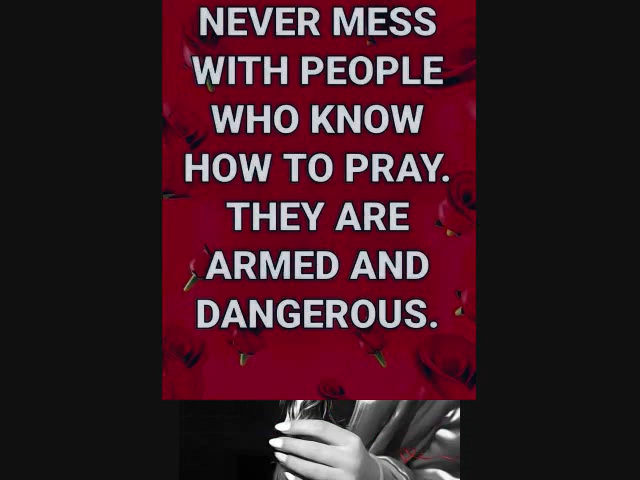 NEVER MESS
WITH PEOPLE
WHO KNOW
HOW TO PRAY.
THEY ARE
ARMED AND
DANGEROUS.